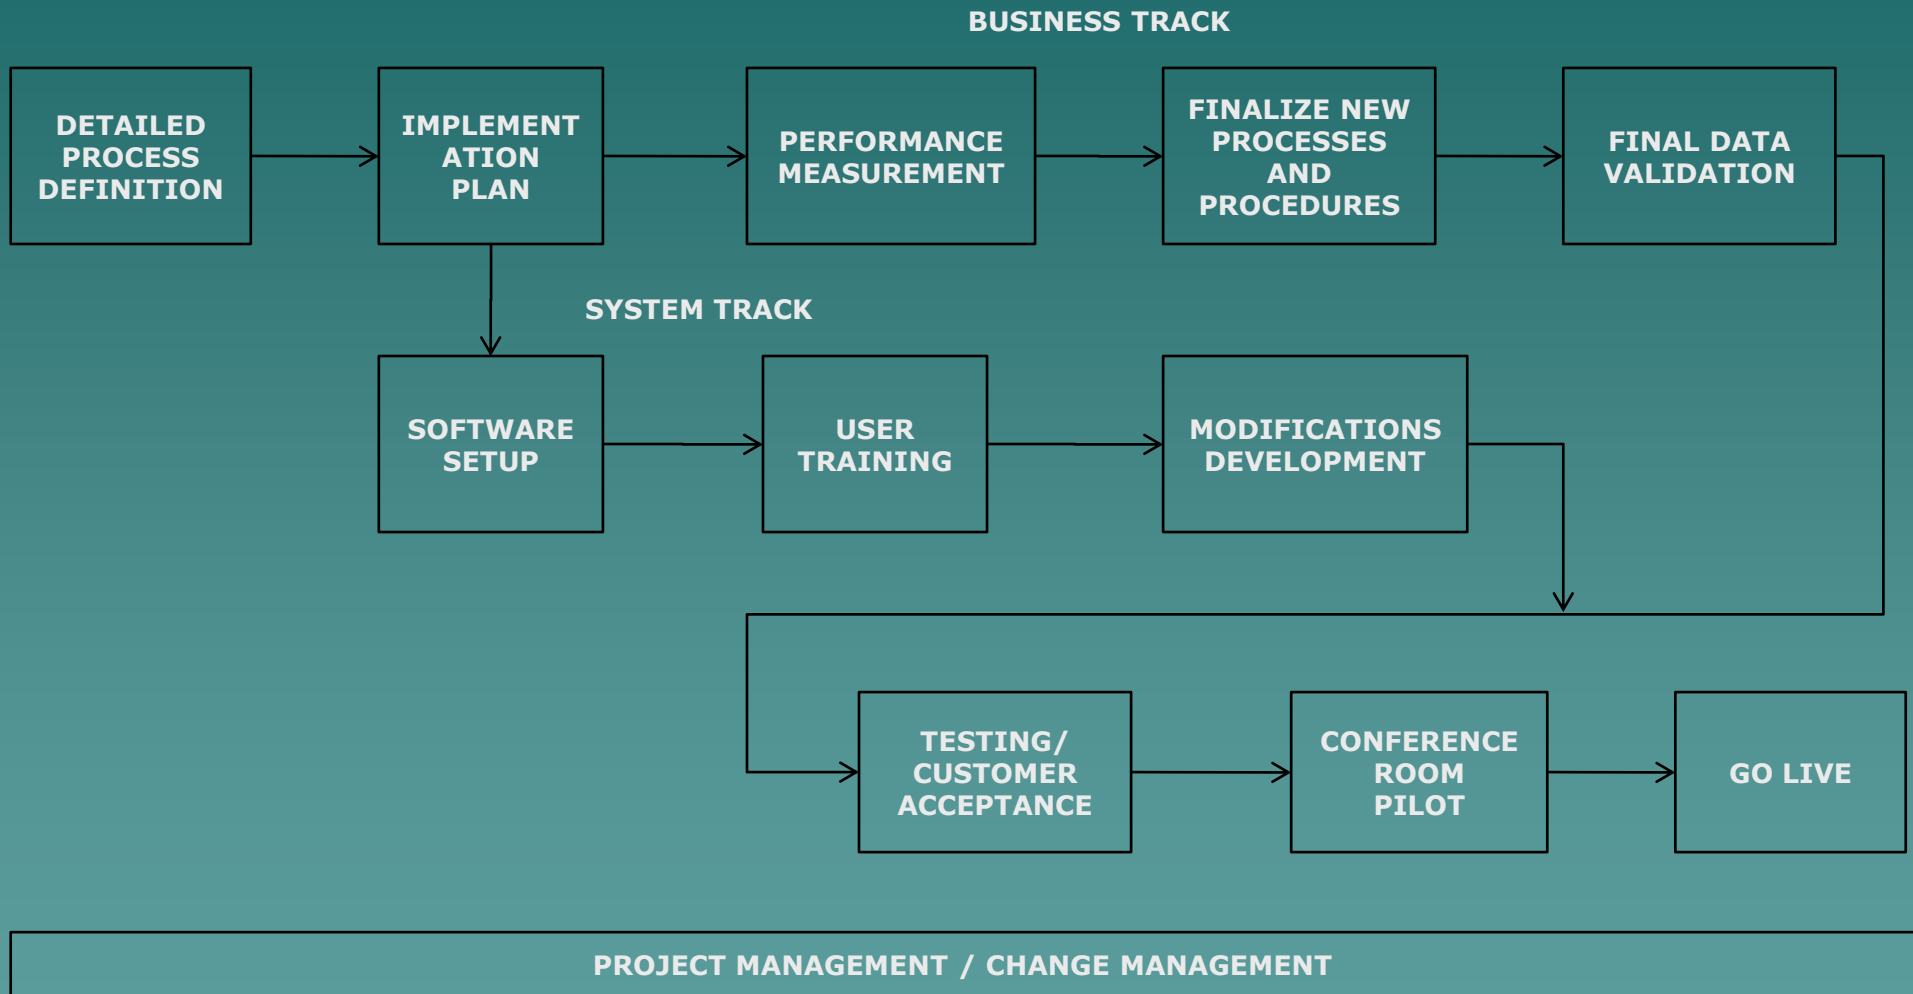 BUSINESS TRACK
DETAILED
PROCESS
DEFINITION
IMPLEMENT
ATION
PLAN
PERFORMANCE
MEASUREMENT
FINALIZE NEW
PROCESSES
AND
PROCEDURES
FINAL DATA
VALIDATION
SYSTEM TRACK
SOFTWARE
SETUP
USER
TRAINING
MODIFICATIONS
DEVELOPMENT
TESTING/
CUSTOMER
ACCEPTANCE
CONFERENCE
ROOM
PILOT
GO LIVE
PROJECT MANAGEMENT / CHANGE MANAGEMENT